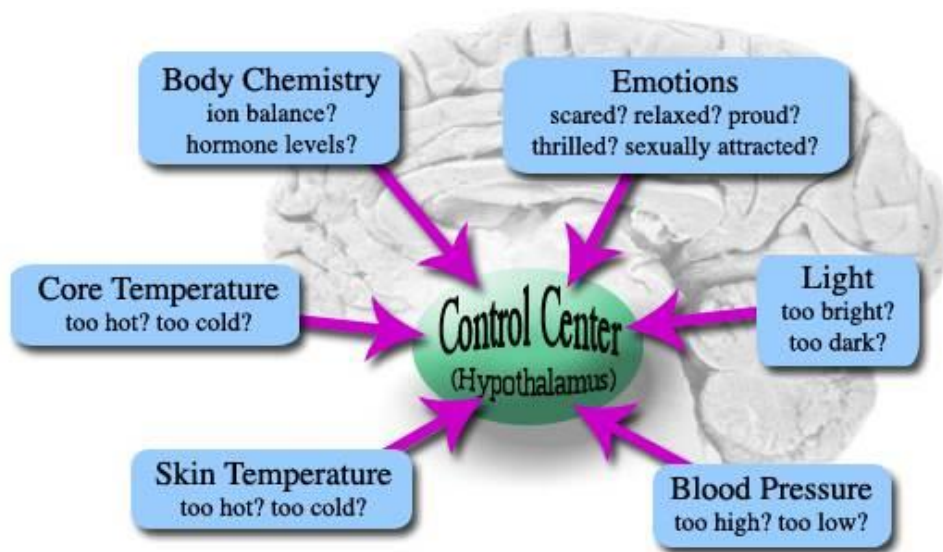 Body Chemistry
ion balance?
hormone levels?
Emotions
scared? relaxed? proud?
thrilled? sexually attracted?
Core Temperature
too hot? too cold?
Light
too bright?
too dark?
Control Center
(Hypothalamus)
Skin Temperature
too hot? too cold?
Blood Pressure
too high? too low?